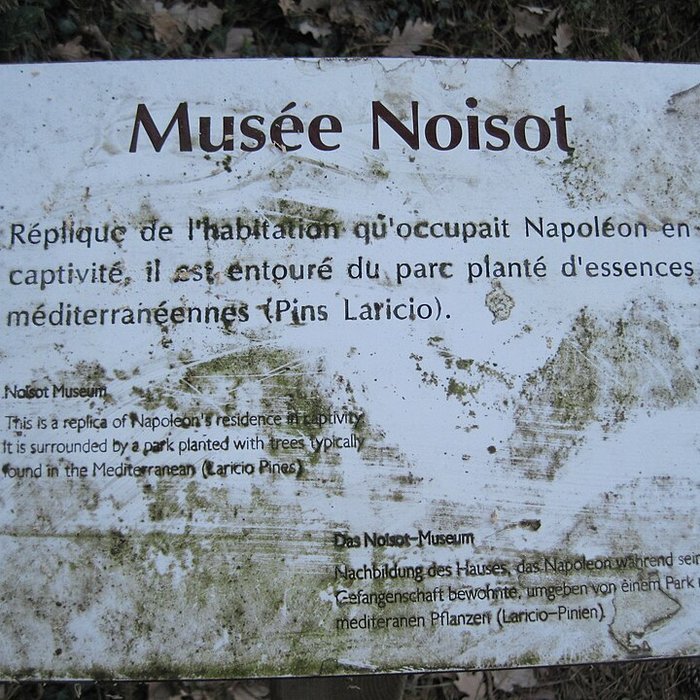 Musée Noisot
Réplique de l'habitation qu'occupait Napoléon en
captivité, il est entouré du parc planté d'essences
méditerranéennes (Pins Laricio).
Noisot Museum
This is a replica of Napoleon's residence in captivity.
It is surrounded by a park planted with trees typically
found in the Mediterranean (Laricio Pines)
Das Noisot-Museum
Nachbildung des Hauses, das Napoleon während sein
Gefangenschaft bewohnte, umgeben von einem Park
mediteranen Pflanzen (Laricio-Pinien)